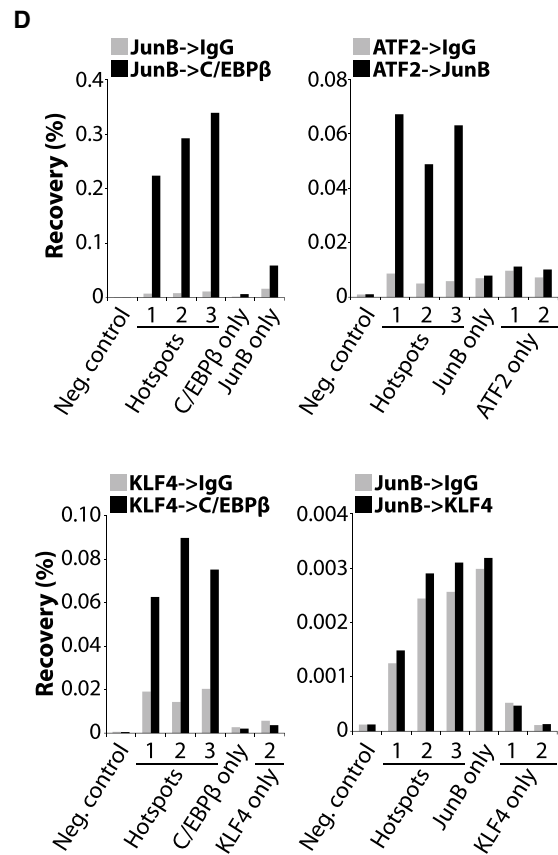 D
JunB->IgG
JunB->C/EBPβ
Recovery (%)
0.4
0.3
0.2
0.1
0
1 2 3
Neg. control
Hotspots
C/EBPβ only
JunB only
ATF2->IgG
ATF2->JunB
0.08
0.06
0.04
0.02
0
1 2 3 1 2
Neg. control
Hotspots
JunB only
ATF2 only
KLF4->IgG
KLF4->C/EBPβ
Recovery (%)
0.10
0.08
0.06
0.04
0.02
0
1 2 3 2
Neg. control
Hotspots
C/EBPβ only
KLF4 only
JunB->IgG
JunB->KLF4
0.004
0.003
0.002
0.001
0
1 2 3 1 2
Neg. control
Hotspots
JunB only
KLF4 only